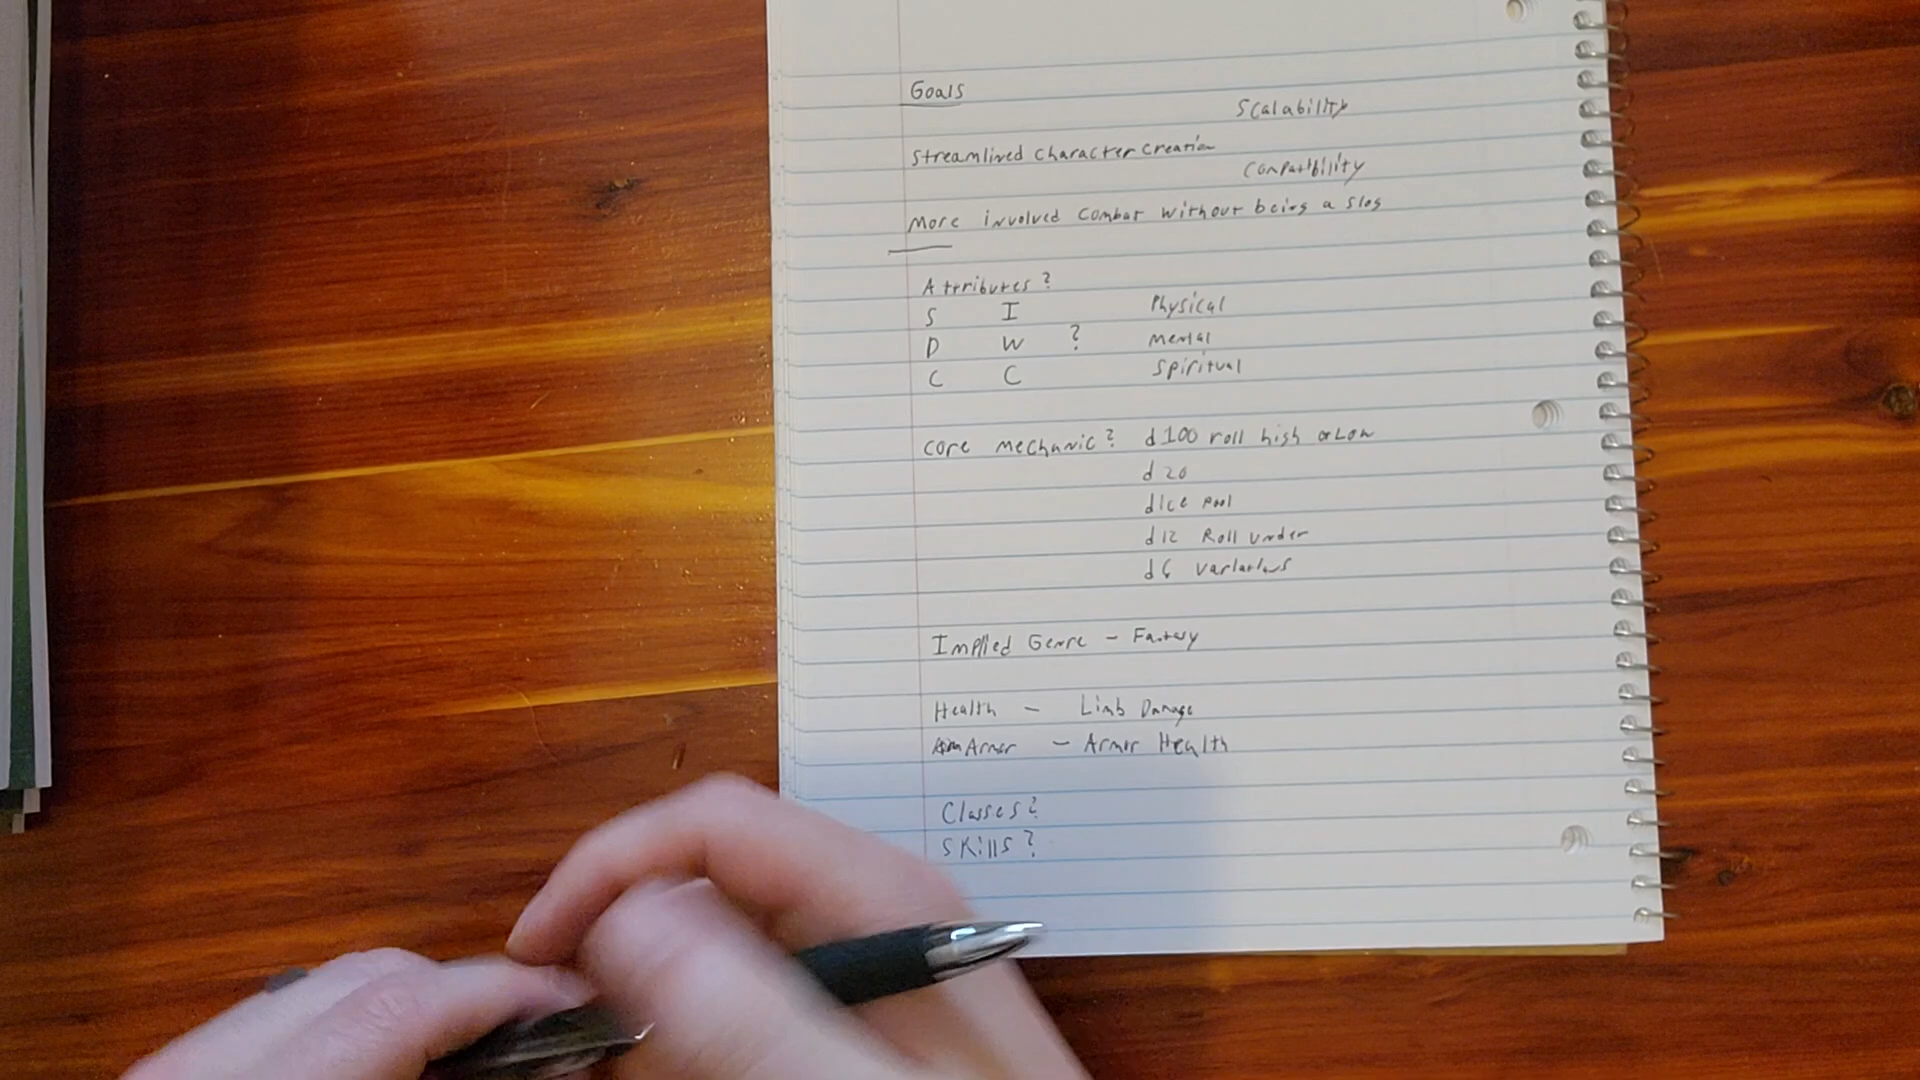 Goals
Scalability
Streamlined Character Creation
Compatibility
More involved combat without being a slog
Attributes ?
S I Physical
D W ? Mental
C C Spiritual
Core Mechanic ? d100 roll high or Low
d20
dice pool
d12 Roll Under
d6 variations
Implied Genre - Fantasy
Health - Limb Damage
Armor - Armor Health
Classes ?
Skills ?